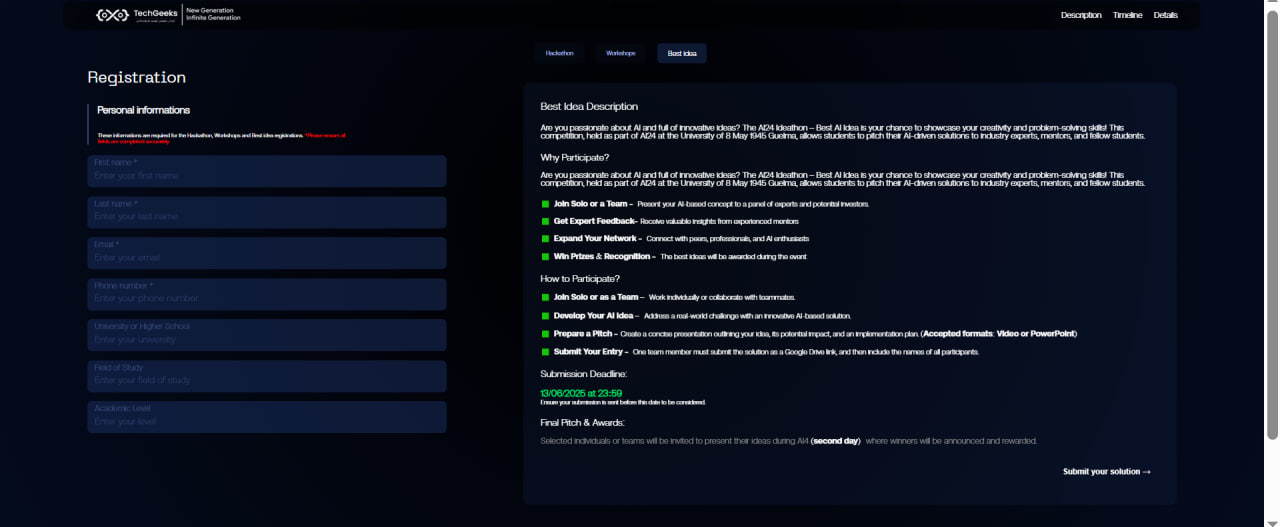 TechGeeks
New Generation
Infinite Generation
Description
Timeline
Details
Hackathon
Workshops
Best idea
Registration
Personal informations
These informations are required for the Hackathon, Workshops and Best idea registrations. *Please ensure all
fields are completed accurately.
First name *
Enter your first name
Last name *
Enter your last name
Email *
Enter your email
Phone number *
Enter your phone number
University or Higher School
Enter your university
Field of Study
Enter your field of study
Academic Level
Enter your level
Best Idea Description
Are you passionate about AI and full of innovative ideas? The AI24 Ideathon – Best AI Idea is your chance to showcase your creativity and problem-solving skills! This
competition, held as part of AI24 at the University of 8 May 1945 Guelma, allows students to pitch their AI-driven solutions to industry experts, mentors, and fellow students.
Why Participate?
Are you passionate about AI and full of innovative ideas? The AI24 Ideathon – Best AI Idea is your chance to showcase your creativity and problem-solving skills! This
competition, held as part of AI24 at the University of 8 May 1945 Guelma, allows students to pitch their AI-driven solutions to industry experts, mentors, and fellow students.
Join Solo or a Team – Present your AI-based concept to a panel of experts and potential investors.
Get Expert Feedback– Receive valuable insights from experienced mentors
Expand Your Network – Connect with peers, professionals, and AI enthusiasts
Win Prizes & Recognition – The best ideas will be awarded during the event
How to Participate?
Join Solo or as a Team – Work individually or collaborate with teammates.
Develop Your AI Idea – Address a real-world challenge with an innovative AI-based solution.
Prepare a Pitch – Create a concise presentation outlining your idea, its potential impact, and an implementation plan. (Accepted formats: Video or PowerPoint)
Submit Your Entry – One team member must submit the solution as a Google Drive link, and then include the names of all participants.
Submission Deadline:
13/06/2025 at 23:59
Ensure your submission is sent before this date to be considered.
Final Pitch & Awards:
Selected individuals or teams will be invited to present their ideas during AI4 (second day) where winners will be announced and rewarded.
Submit your solution →